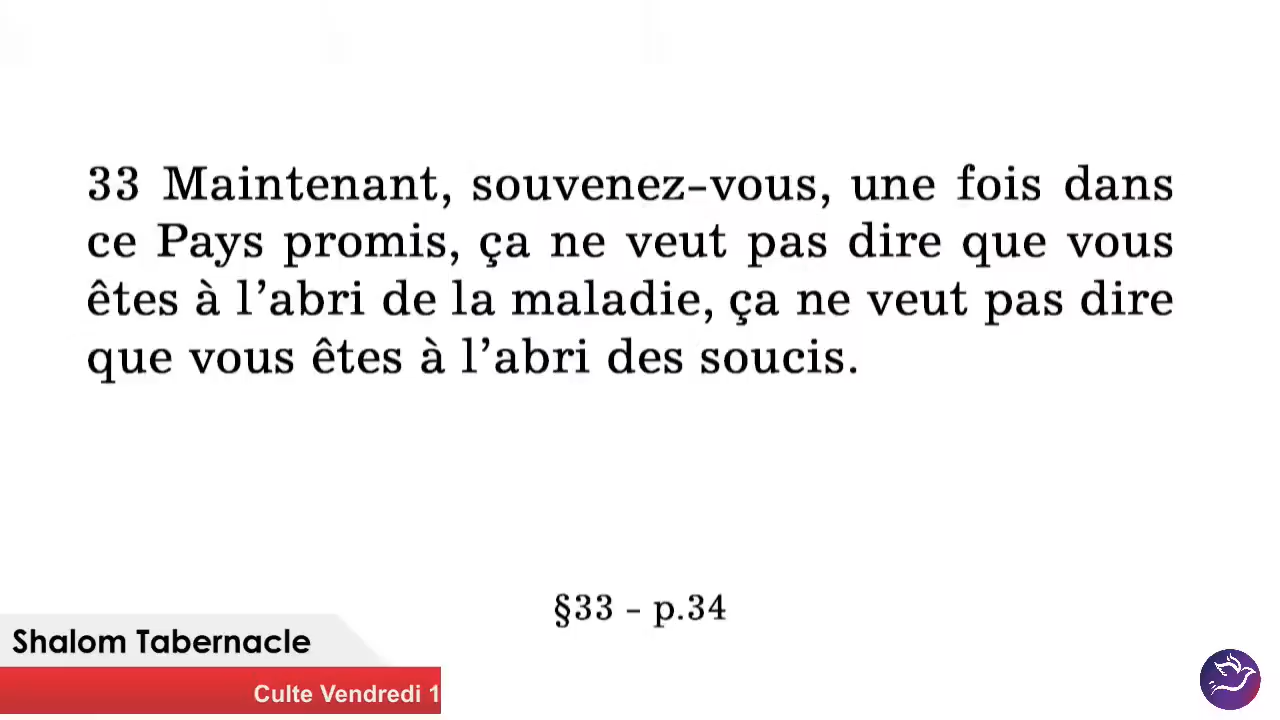 33 Maintenant, souvenez-vous, une fois dans
ce Pays promis, ça ne veut pas dire que vous
êtes à l’abri de la maladie, ça ne veut pas dire
que vous êtes à l’abri des soucis.
§33 - p.34
Shalom Tabernacle
Culte Vendredi 1